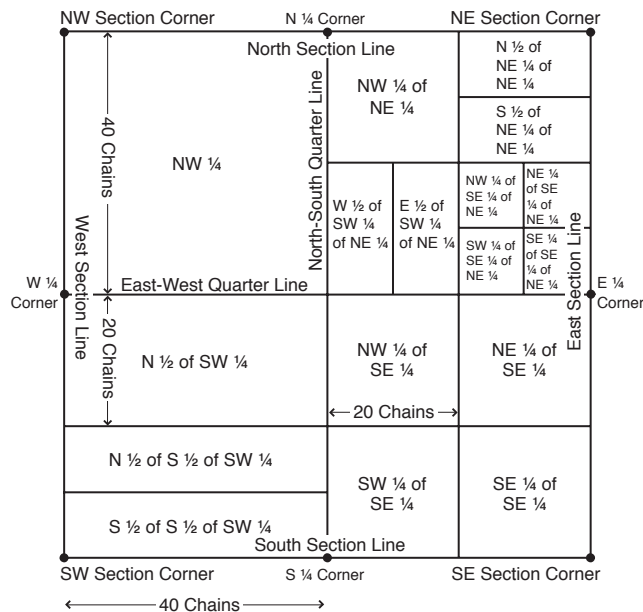 NW Section Corner
N ¼ Corner
NE Section Corner
North Section Line
40 Chains
NW ¼
North-South Quarter Line
NW ¼ of
NE ¼
N ½ of
NE ¼ of
NE ¼
S ½ of
NE ¼ of
NE ¼
W ½ of
SW ¼
of NE ¼
E ½ of
SW ¼
of NE ¼
NW ¼ of
SE ¼ of
NE ¼
NE ¼
of SE
¼ of
NE ¼
SW ¼ of
SE ¼ of
NE ¼
SE ¼
of SE
¼ of
NE ¼
West Section Line
East Section Line
W ¼
Corner
East-West Quarter Line
E ¼
Corner
20 Chains
N ½ of SW ¼
NW ¼ of
SE ¼
NE ¼ of
SE ¼
20 Chains
N ½ of S ½ of SW ¼
S ½ of S ½ of SW ¼
SW ¼ of
SE ¼
SE ¼ of
SE ¼
South Section Line
SW Section Corner
S ¼ Corner
SE Section Corner
40 Chains